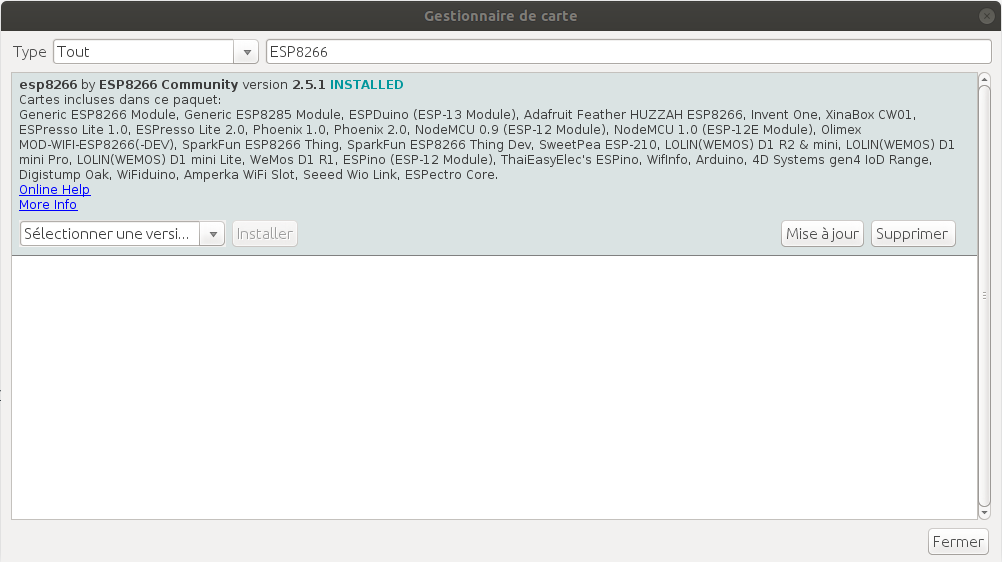 Gestionnaire de carte
Type Tout ESP8266
esp8266 by ESP8266 Community version 2.5.1 INSTALLED
Cartes incluses dans ce paquet:
Generic ESP8266 Module, Generic ESP8285 Module, ESPDuino (ESP-13 Module), Adafruit Feather HUZZAH ESP8266, Invent One, XinaBox CW01,
ESPresso Lite 1.0, ESPresso Lite 2.0, Phoenix 1.0, Phoenix 2.0, NodeMCU 0.9 (ESP-12 Module), NodeMCU 1.0 (ESP-12E Module), Olimex
MOD-WIFI-ESP8266(-DEV), SparkFun ESP8266 Thing, SparkFun ESP8266 Thing Dev, SweetPea ESP-210, LOLIN(WEMOS) D1 R2 & mini, LOLIN(WEMOS) D1
mini Pro, LOLIN(WEMOS) D1 mini Lite, WeMos D1 R1, ESPino (ESP-12 Module), ThaiEasyElec's ESPino, WifInfo, Arduino, 4D Systems gen4 IoD Range,
Digistump Oak, WiFiduino, Amperka WiFi Slot, Seeed Wio Link, ESPectro Core.
Online Help
More Info
Sélectionner une versi... Installer Mise à jour Supprimer
Fermer